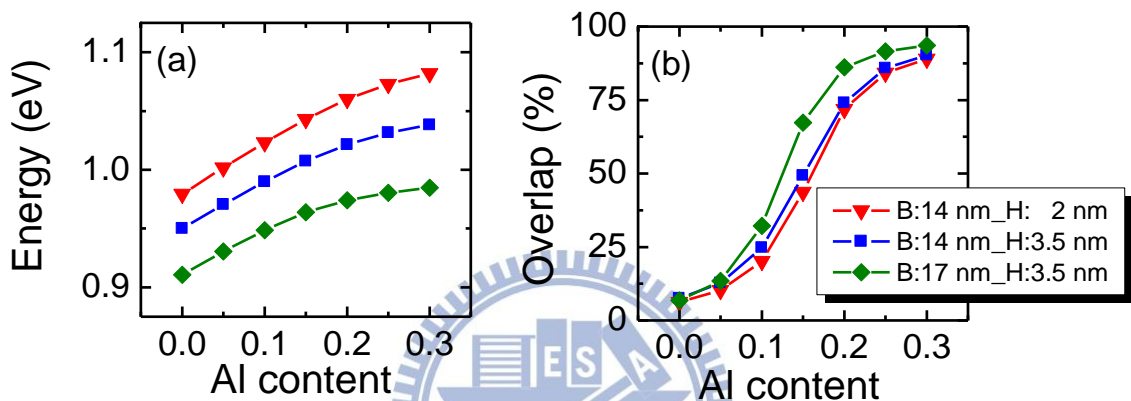 (a)
Energy (eV)
1.1
1.0
0.9
0.0 0.1 0.2 0.3
Al content
(b)
Overlap (%)
100
75
50
25
0
0.0 0.1 0.2 0.3
Al content
B:14 nm_H: 2 nm
B:14 nm_H:3.5 nm
B:17 nm_H:3.5 nm
E S A